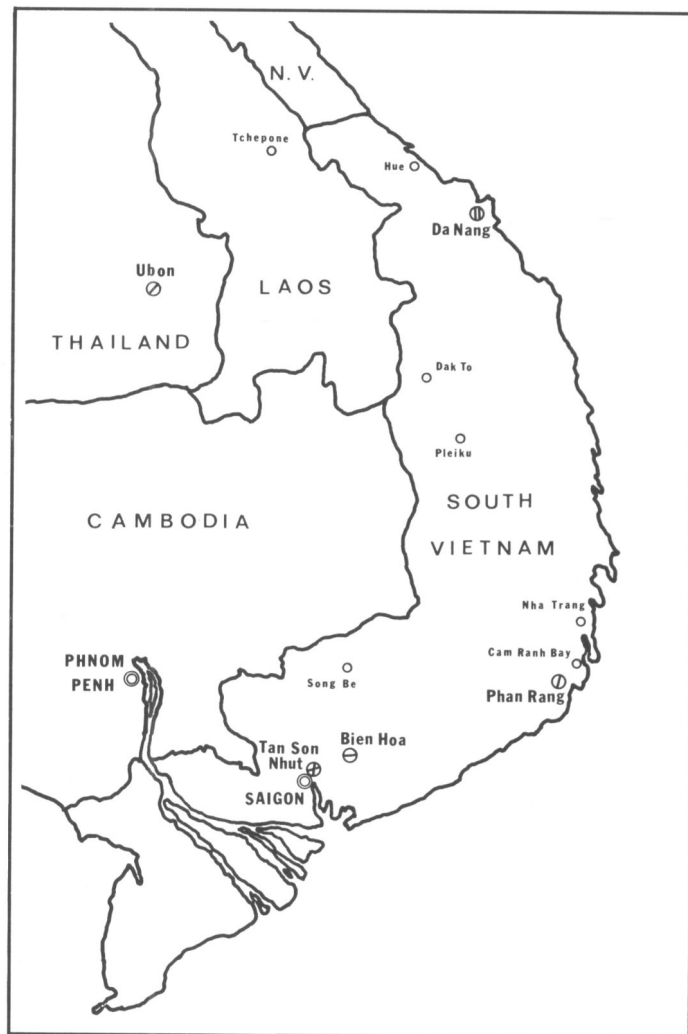 N. V.
Tchepone
Hue
Da Nang
Ubon
LAOS
THAILAND
Dak To
Pleiku
CAMBODIA
SOUTH
VIETNAM
Nha Trang
Cam Ranh Bay
Phan Rang
PHNOM
PENH
Song Be
Tan Son
Nhut
Bien Hoa
SAIGON